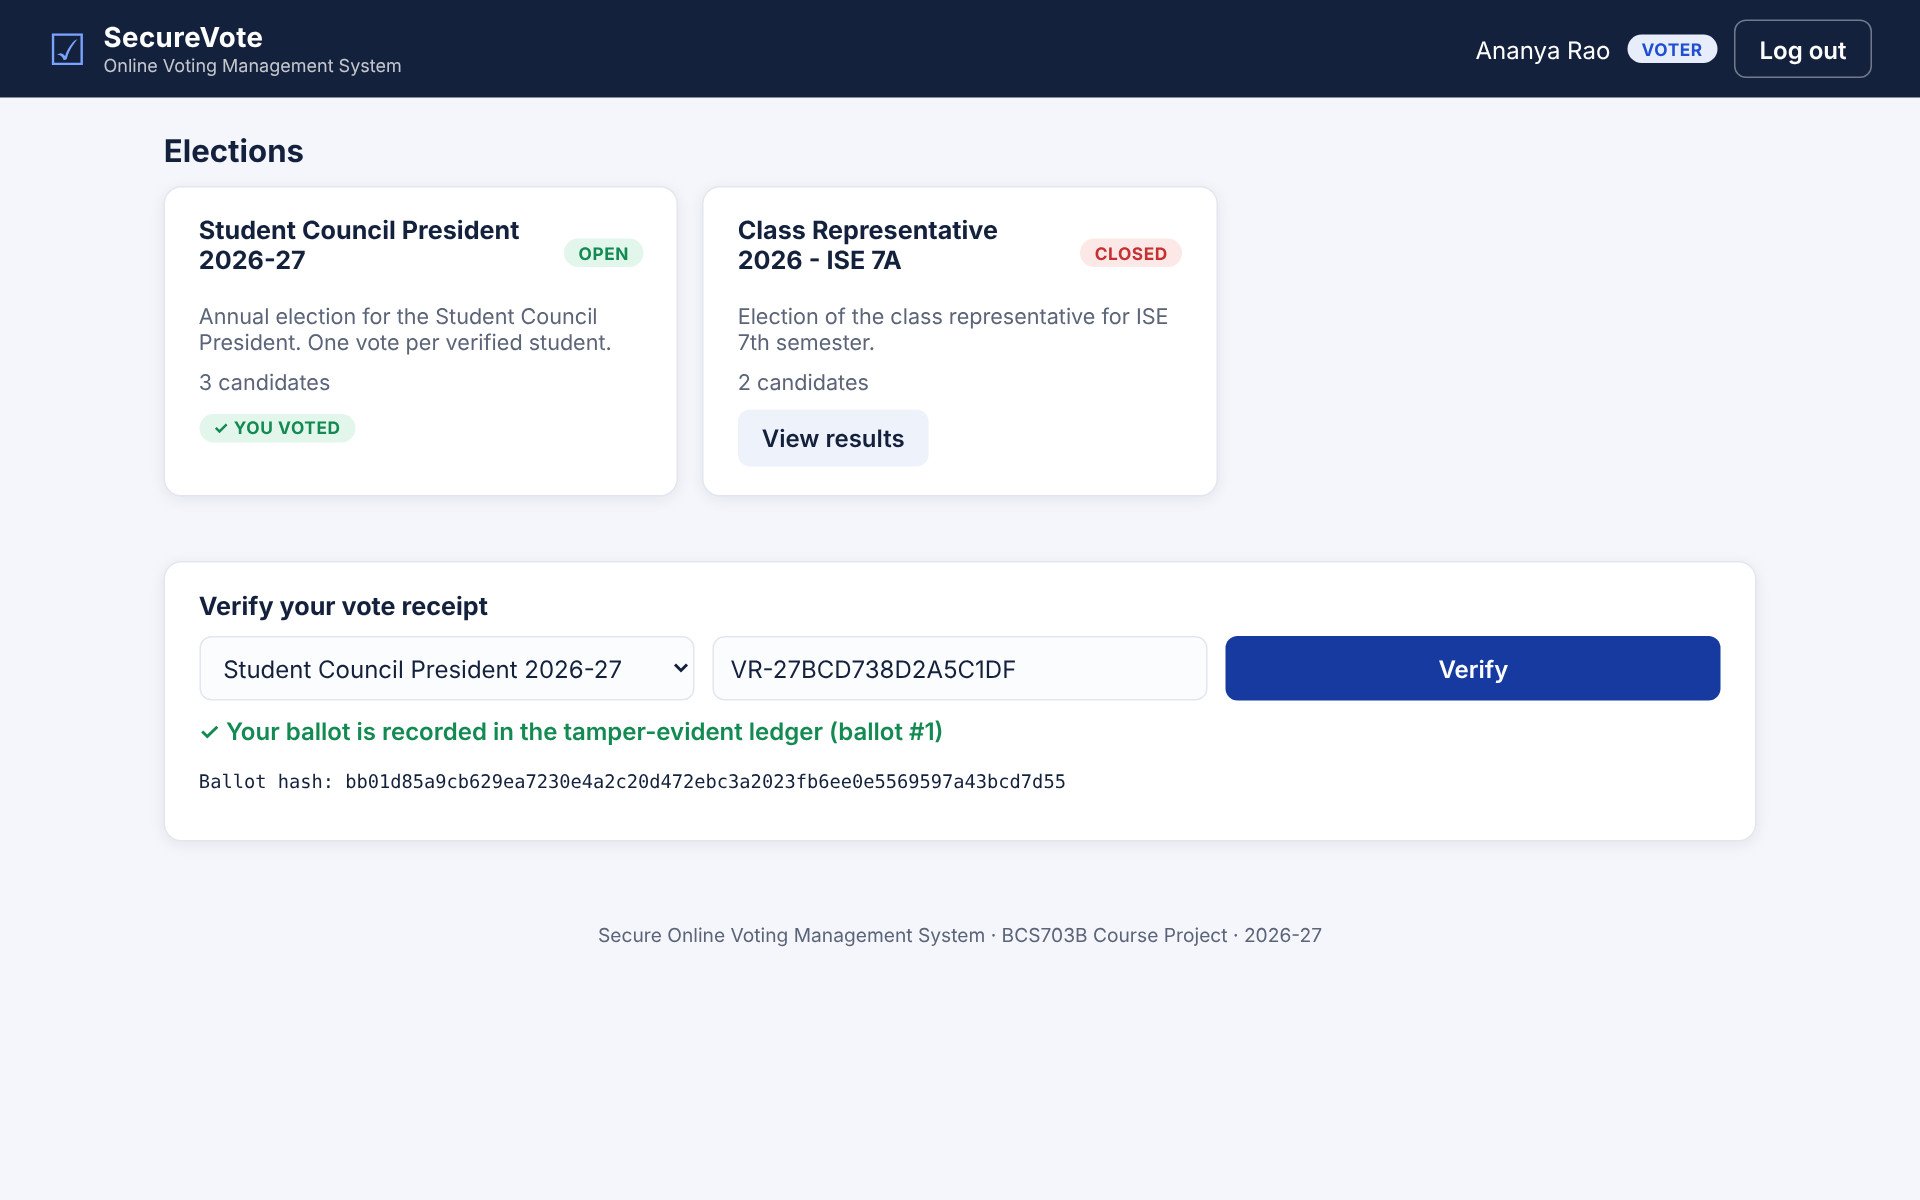 SecureVote
Online Voting Management System
Ananya Rao
VOTER
Log out
Elections
Student Council President
2026-27
OPEN
Annual election for the Student Council
President. One vote per verified student.
3 candidates
✓ YOU VOTED
Class Representative
2026 - ISE 7A
CLOSED
Election of the class representative for ISE
7th semester.
2 candidates
View results
Verify your vote receipt
Student Council President 2026-27
VR-27BCD738D2A5C1DF
Verify
✓ Your ballot is recorded in the tamper-evident ledger (ballot #1)
Ballot hash: bb01d85a9cb629ea7230e4a2c20d472ebc3a2023fb6ee0e5569597a43bcd7d55
Secure Online Voting Management System · BCS703B Course Project · 2026-27